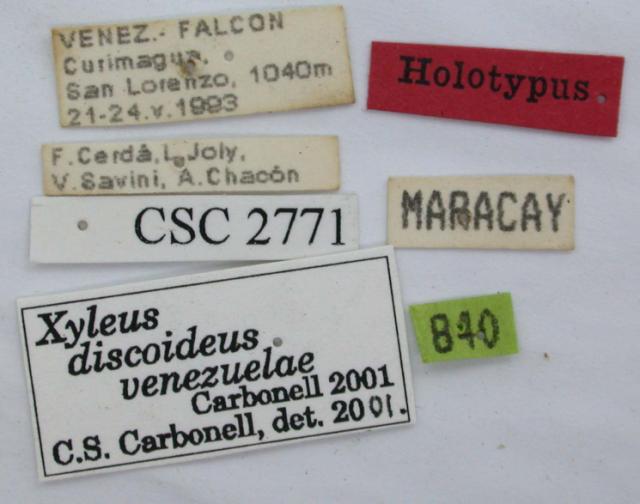 VENEZ.- FALCON
Curimagua,
San Lorenzo, 1040m
21-24.v.1993
Holotypus
F.Cerdá, L. Joly,
V. Savini, A. Chacón
CSC 2771
MARACAY
Xyleus
discoideus
venezuelae
Carbonell 2001
C.S. Carbonell, det. 2001.
840